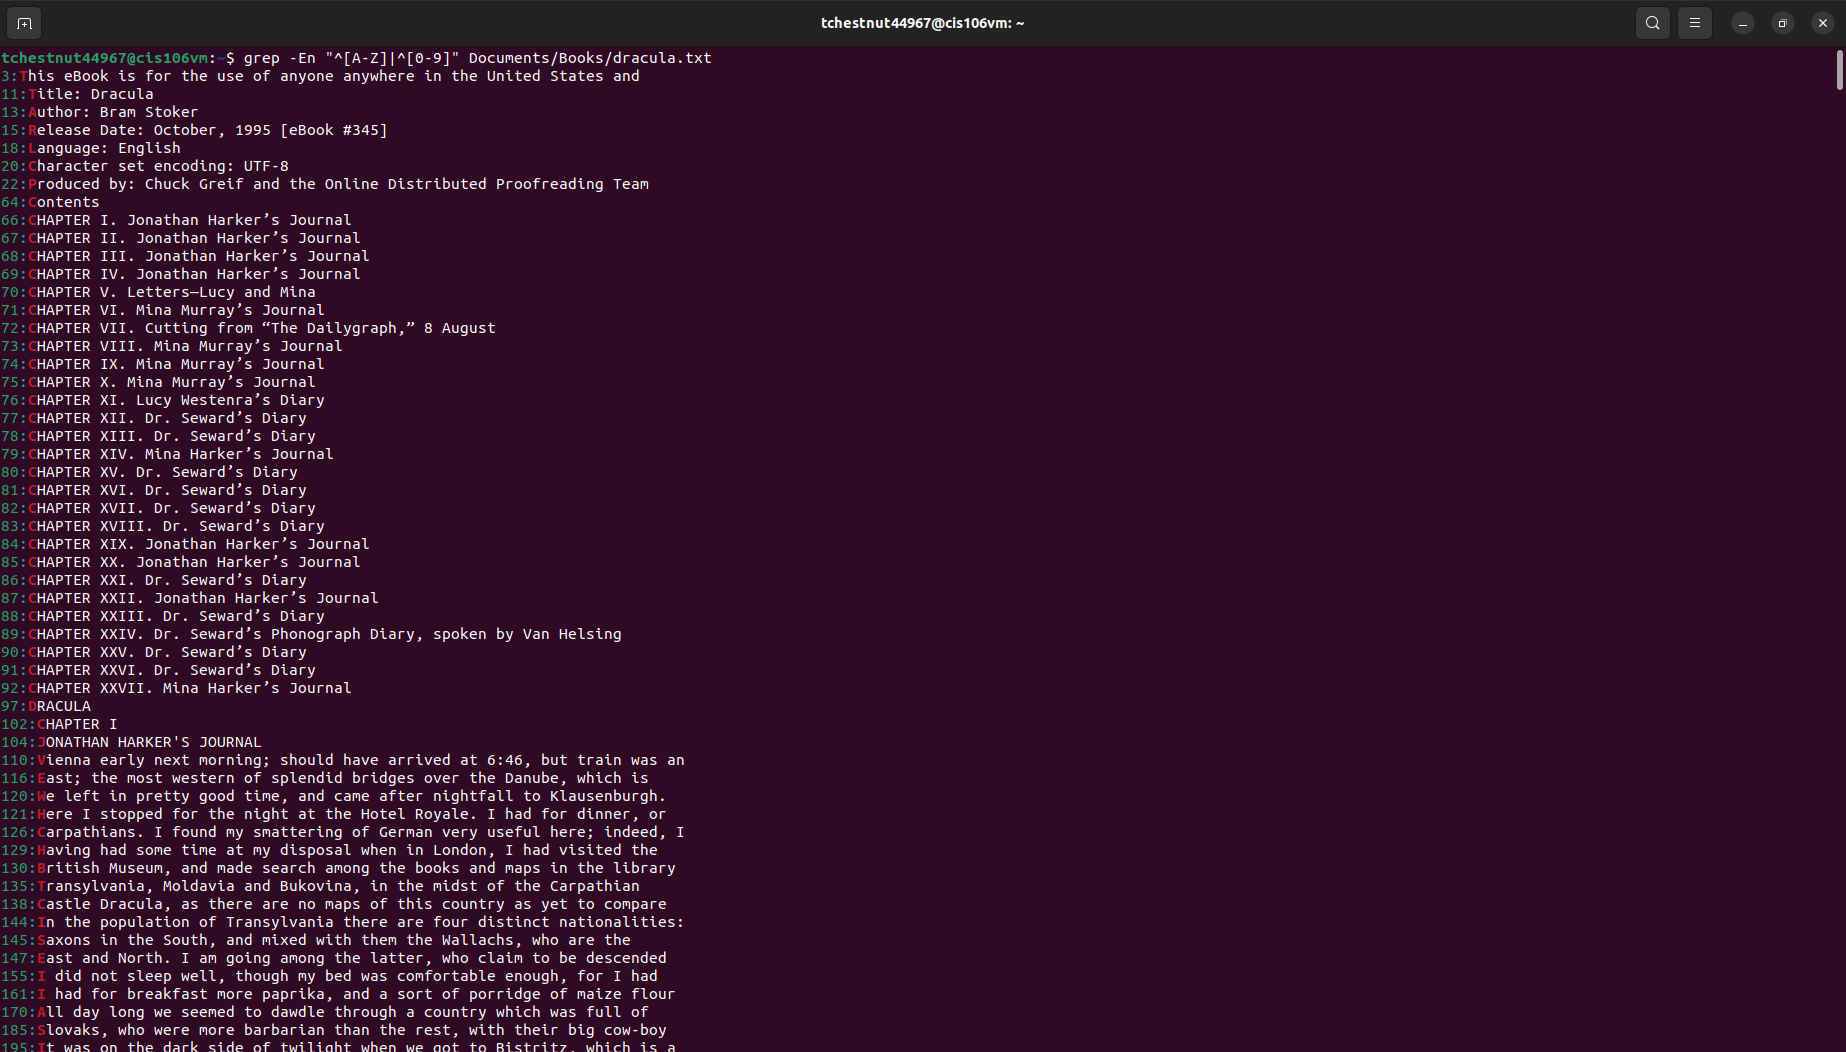 tchestnut44967@cis106vm: ~
tchestnut44967@cis106vm:~$ grep -En "^[A-Z]|^[0-9]" Documents/Books/dracula.txt
3:This eBook is for the use of anyone anywhere in the United States and
11:Title: Dracula
13:Author: Bram Stoker
15:Release Date: October, 1995 [eBook #345]
18:Language: English
20:Character set encoding: UTF-8
22:Produced by: Chuck Greif and the Online Distributed Proofreading Team
64:Contents
66:CHAPTER I. Jonathan Harker’s Journal
67:CHAPTER II. Jonathan Harker’s Journal
68:CHAPTER III. Jonathan Harker’s Journal
69:CHAPTER IV. Jonathan Harker’s Journal
70:CHAPTER V. Letters—Lucy and Mina
71:CHAPTER VI. Mina Murray’s Journal
72:CHAPTER VII. Cutting from “The Dailygraph,” 8 August
73:CHAPTER VIII. Mina Murray’s Journal
74:CHAPTER IX. Mina Murray’s Journal
75:CHAPTER X. Mina Murray’s Journal
76:CHAPTER XI. Lucy Westenra’s Diary
77:CHAPTER XII. Dr. Seward’s Diary
78:CHAPTER XIII. Dr. Seward’s Diary
79:CHAPTER XIV. Mina Harker’s Journal
80:CHAPTER XV. Dr. Seward’s Diary
81:CHAPTER XVI. Dr. Seward’s Diary
82:CHAPTER XVII. Dr. Seward’s Diary
83:CHAPTER XVIII. Dr. Seward’s Diary
84:CHAPTER XIX. Jonathan Harker’s Journal
85:CHAPTER XX. Jonathan Harker’s Journal
86:CHAPTER XXI. Dr. Seward’s Diary
87:CHAPTER XXII. Jonathan Harker’s Journal
88:CHAPTER XXIII. Dr. Seward’s Diary
89:CHAPTER XXIV. Dr. Seward’s Phonograph Diary, spoken by Van Helsing
90:CHAPTER XXV. Dr. Seward’s Diary
91:CHAPTER XXVI. Dr. Seward’s Diary
92:CHAPTER XXVII. Mina Harker’s Journal
97:DRACULA
102:CHAPTER I
104:JONATHAN HARKER'S JOURNAL
110:Vienna early next morning; should have arrived at 6:46, but train was an
116:East; the most western of splendid bridges over the Danube, which is
120:We left in pretty good time, and came after nightfall to Klausenburgh.
121:Here I stopped for the night at the Hotel Royale. I had for dinner, or
126:Carpathians. I found my smattering of German very useful here; indeed, I
129:Having had some time at my disposal when in London, I had visited the
130:British Museum, and made search among the books and maps in the library
135:Transylvania, Moldavia and Bukovina, in the midst of the Carpathian
138:Castle Dracula, as there are no maps of this country as yet to compare
144:In the population of Transylvania there are four distinct nationalities:
145:Saxons in the South, and mixed with them the Wallachs, who are the
147:East and North. I am going among the latter, who claim to be descended
155:I did not sleep well, though my bed was comfortable enough, for I had
161:I had for breakfast more paprika, and a sort of porridge of maize flour
170:All day long we seemed to dawdle through a country which was full of
185:Slovaks, who were more barbarian than the rest, with their big cow-boy
195:It was on the dark side of twilight when we got to Bistritz, which is a